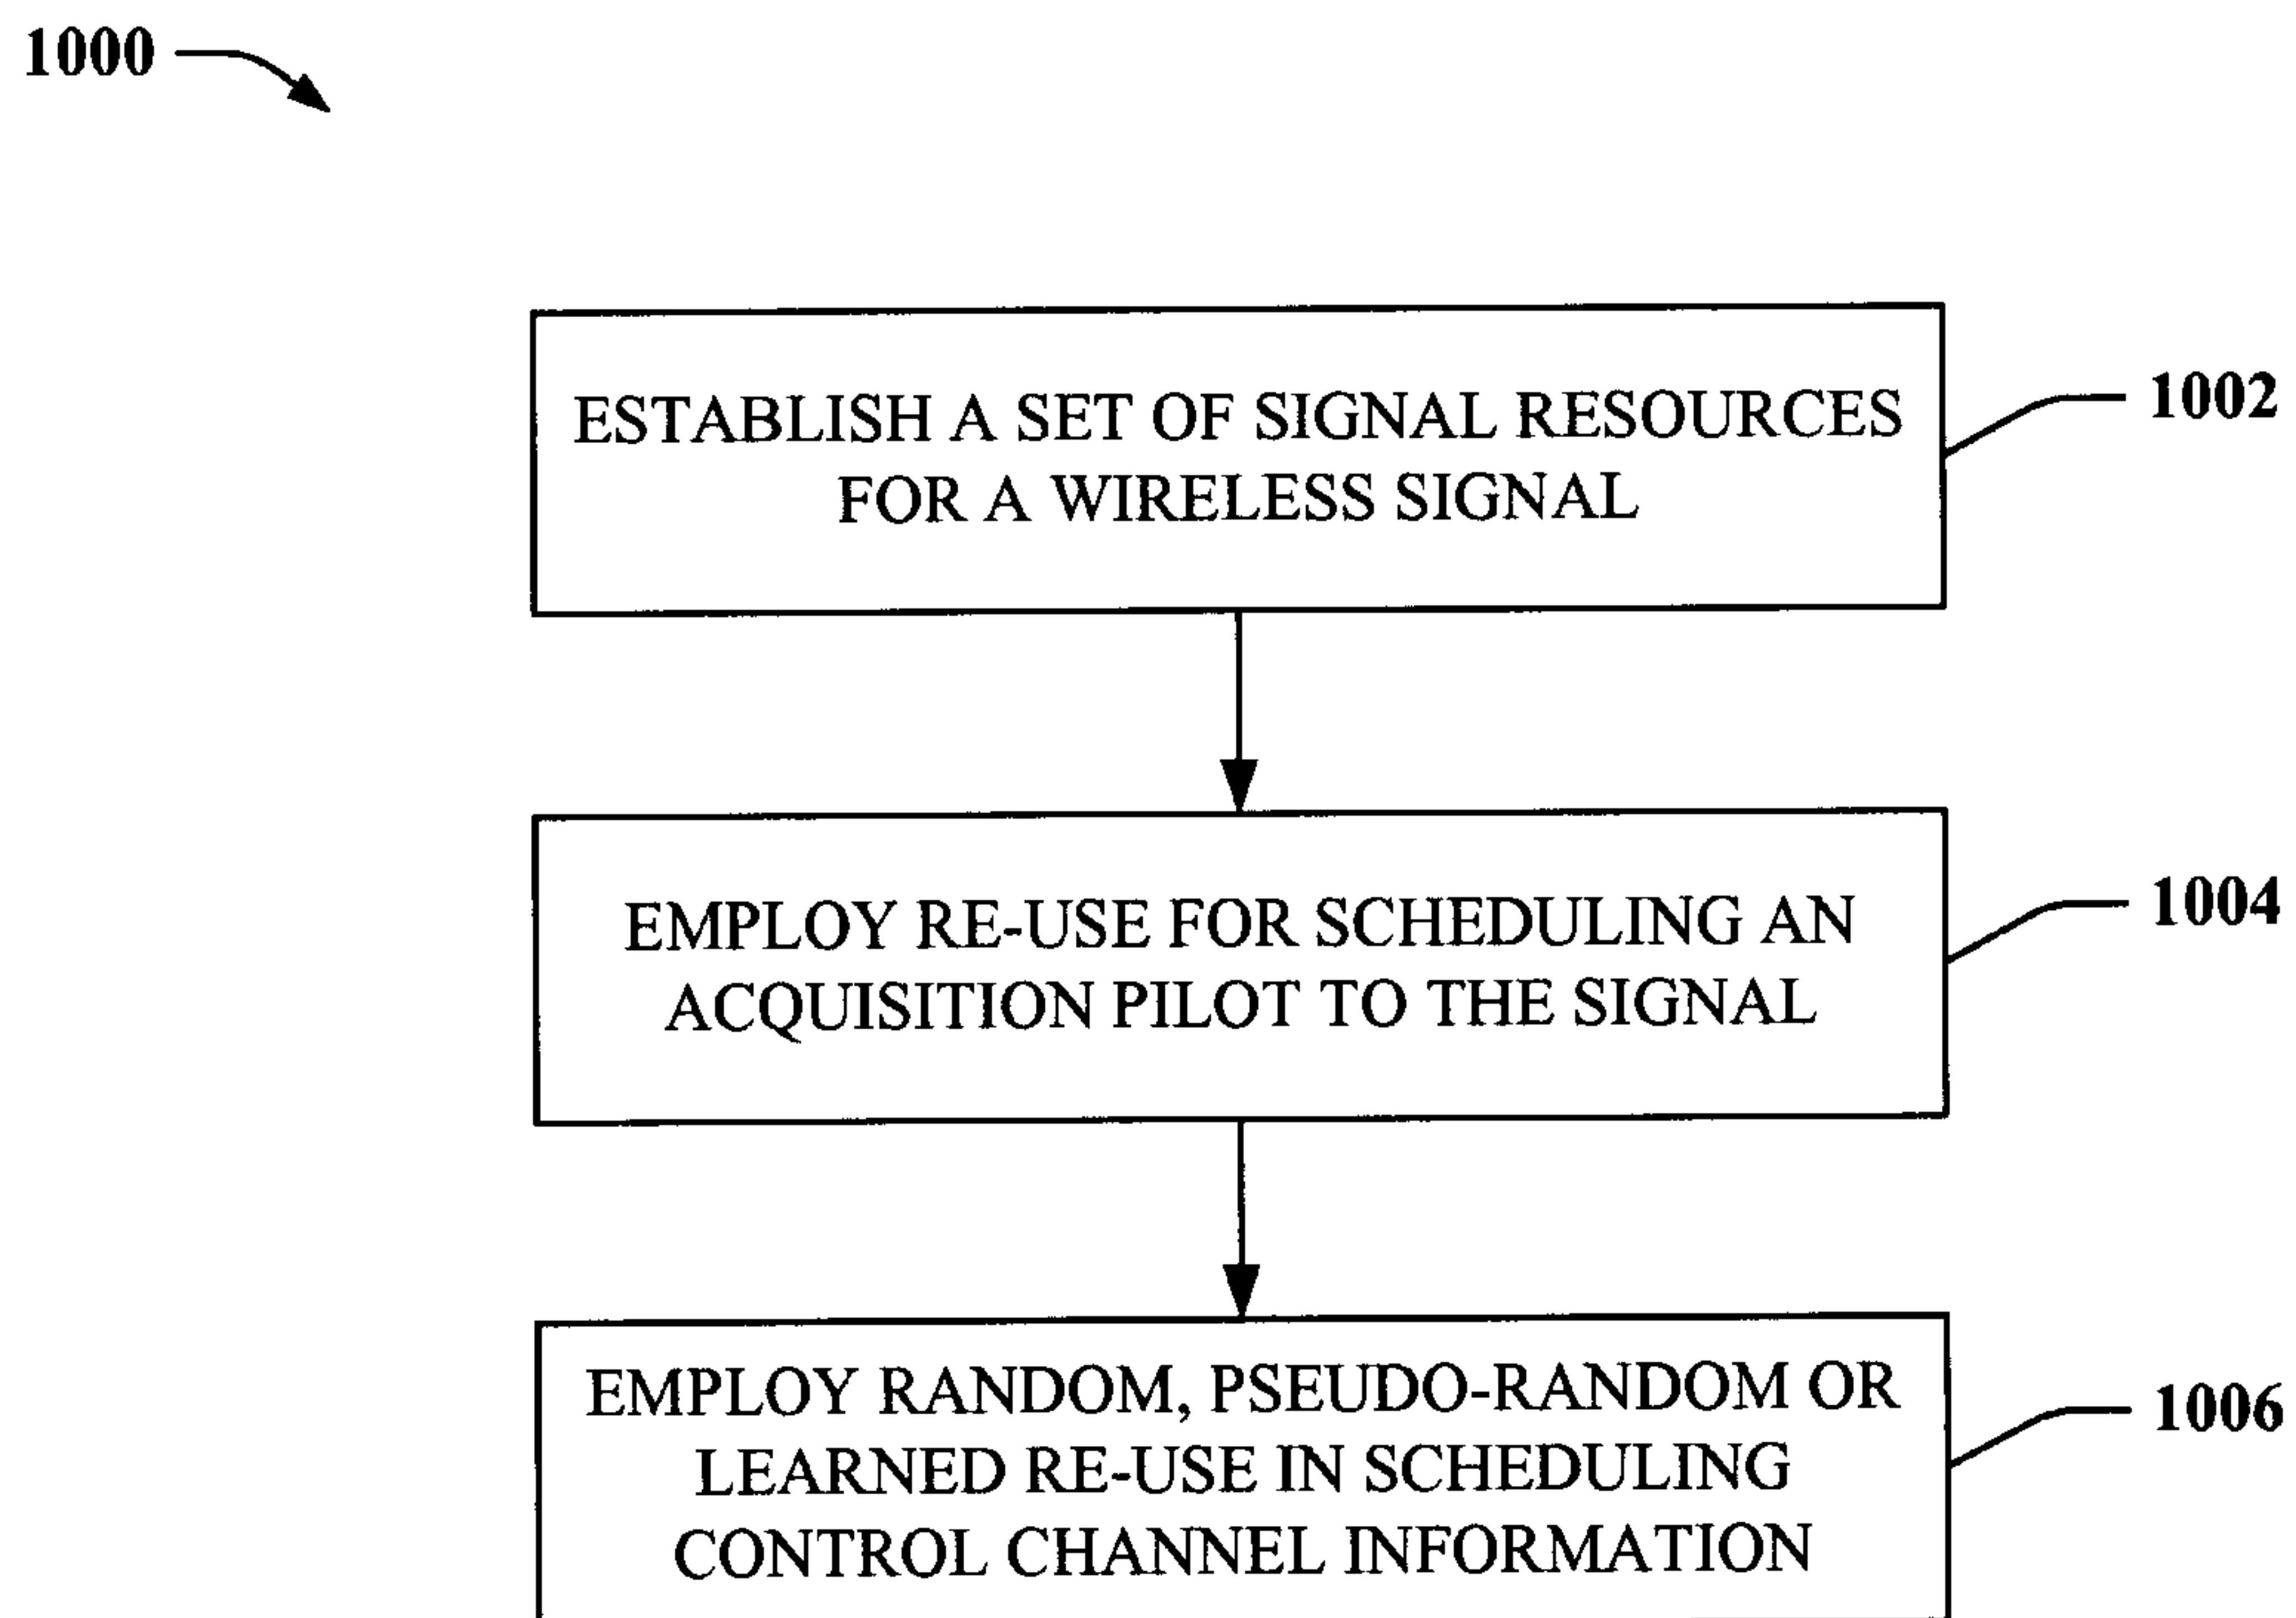 1000
ESTABLISH A SET OF SIGNAL RESOURCES
FOR A WIRELESS SIGNAL
1002
EMPLOY RE-USE FOR SCHEDULING AN
ACQUISITION PILOT TO THE SIGNAL
1004
EMPLOY RANDOM, PSEUDO-RANDOM OR
LEARNED RE-USE IN SCHEDULING
CONTROL CHANNEL INFORMATION
1006